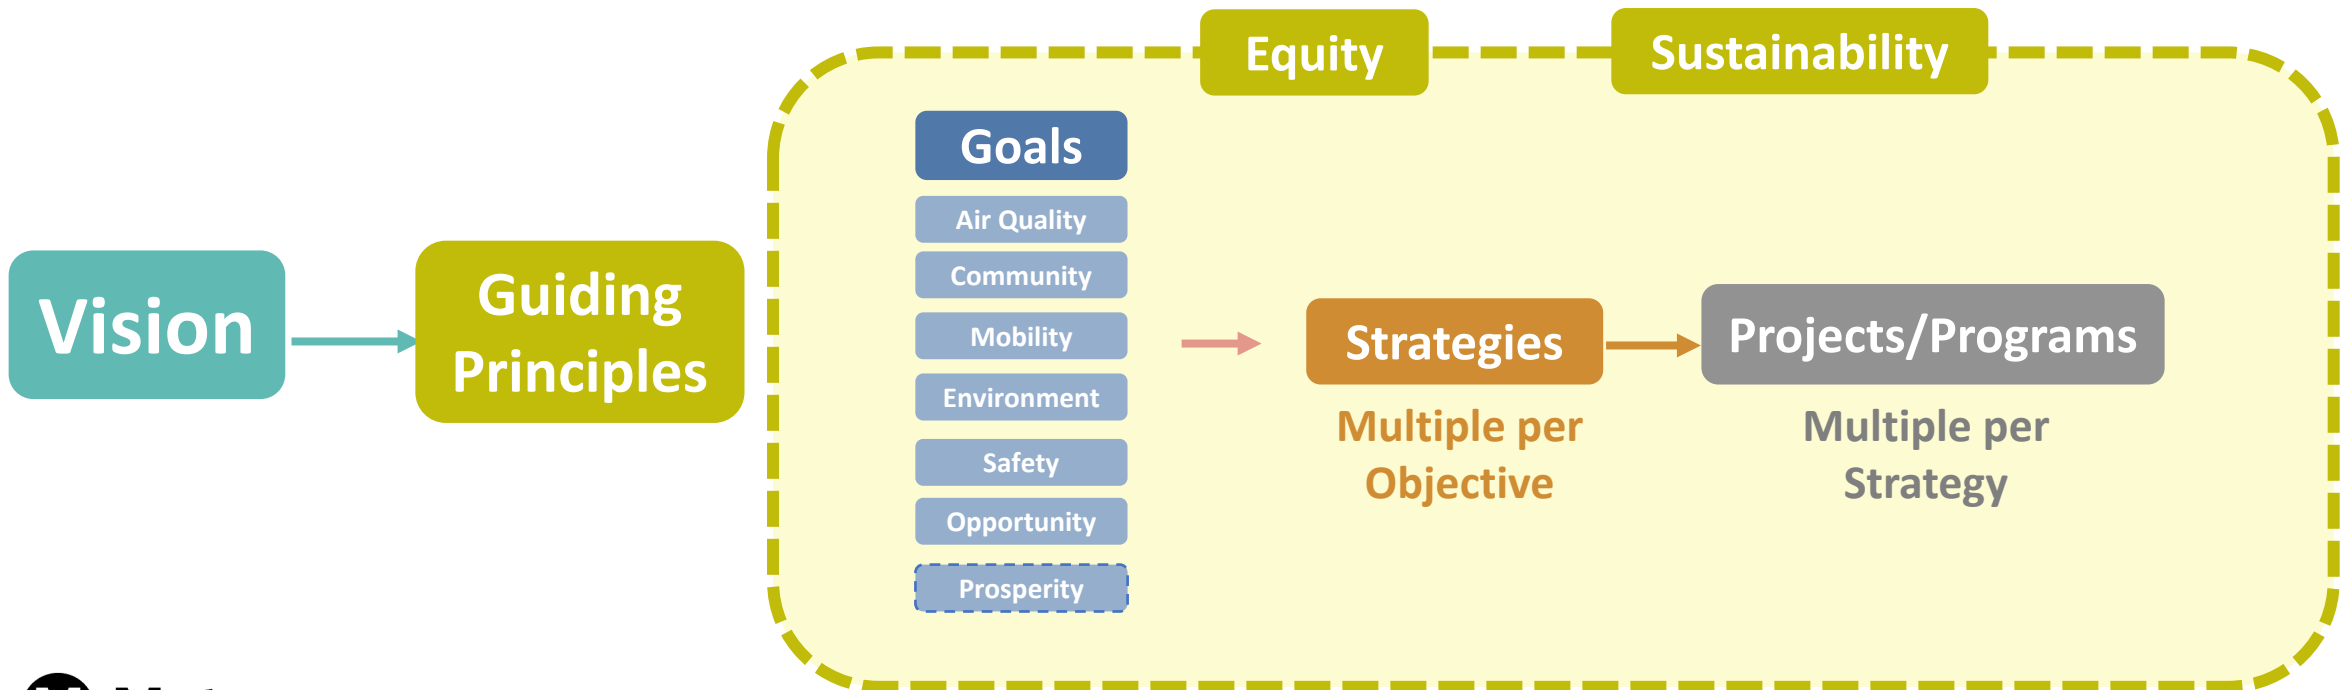 Equity
Sustainability
Goals
Air Quality
Community
Mobility
Environment
Safety
Opportunity
Prosperity
Vision
Guiding
Principles
Strategies
Multiple per
Objective
Projects/Programs
Multiple per
Strategy